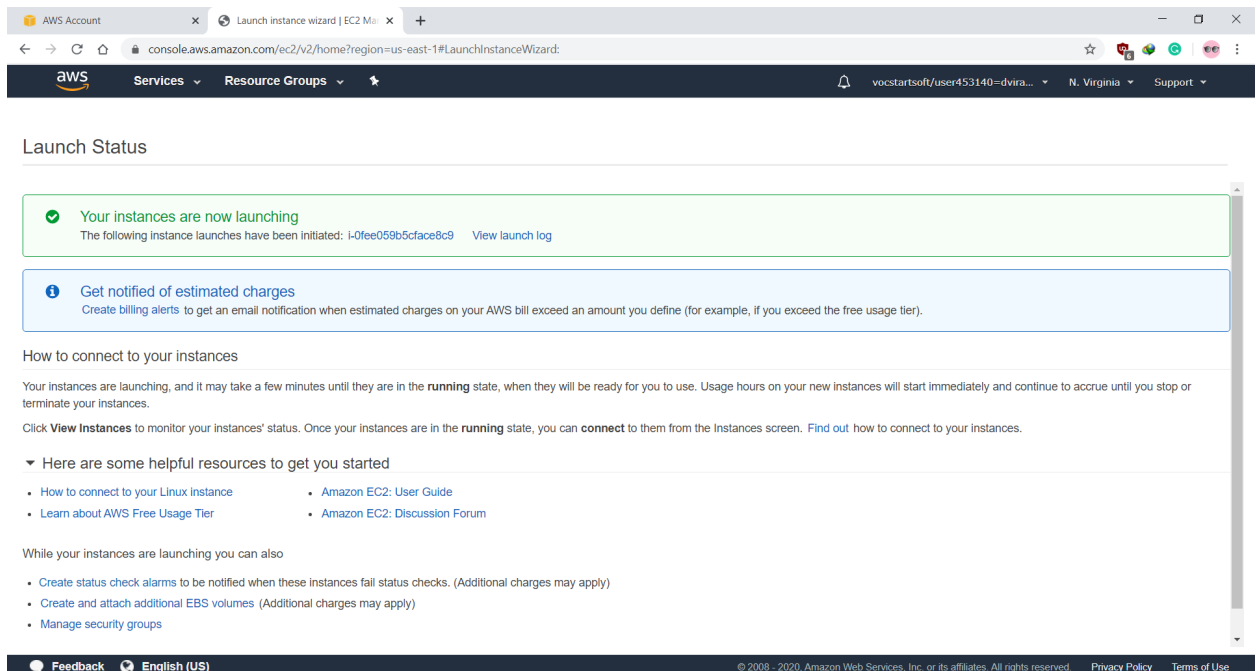 AWS Account
Launch instance wizard | EC2 Ma
console.aws.amazon.com/ec2/v2/home?region=us-east-1#LaunchInstanceWizard:
6
aws Services Resource Groups vocstartsoft/user453140=dvira... N. Virginia Support
Launch Status
Your instances are now launching
The following instance launches have been initiated: i-0fee059b5cface8c9 View launch log
Get notified of estimated charges
Create billing alerts to get an email notification when estimated charges on your AWS bill exceed an amount you define (for example, if you exceed the free usage tier).
How to connect to your instances
Your instances are launching, and it may take a few minutes until they are in the running state, when they will be ready for you to use. Usage hours on your new instances will start immediately and continue to accrue until you stop or
terminate your instances.
Click View Instances to monitor your instances' status. Once your instances are in the running state, you can connect to them from the Instances screen. Find out how to connect to your instances.
Here are some helpful resources to get you started
How to connect to your Linux instance
Learn about AWS Free Usage Tier
Amazon EC2: User Guide
Amazon EC2: Discussion Forum
While your instances are launching you can also
Create status check alarms to be notified when these instances fail status checks. (Additional charges may apply)
Create and attach additional EBS volumes (Additional charges may apply)
Manage security groups
Feedback English (US) © 2008 - 2020, Amazon Web Services, Inc. or its affiliates. All rights reserved. Privacy Policy Terms of Use